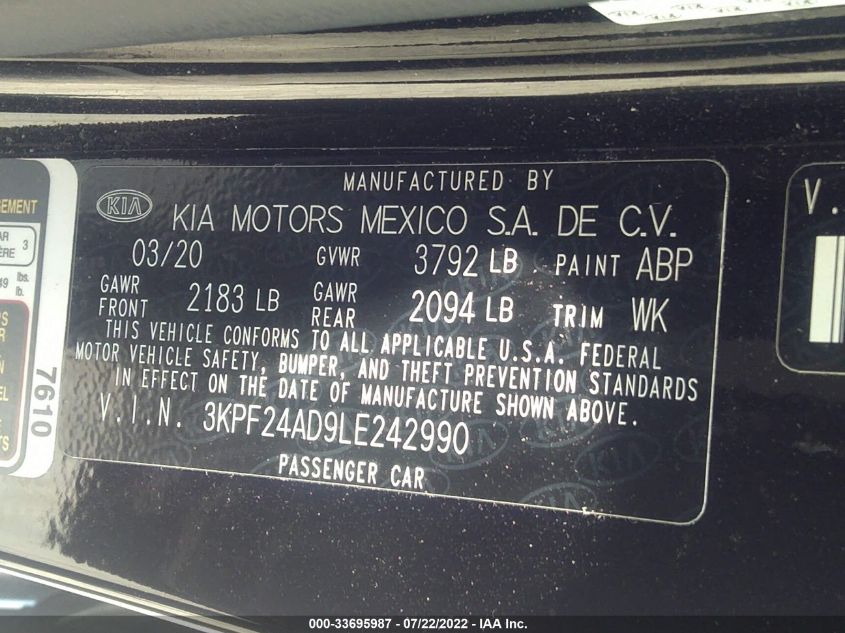 MANUFACTURED BY
KIA KIA MOTORS MEXICO S.A. DE C.V.
03/20 GVWR 3792 LB PAINT ABP
GAWR FRONT 2183 LB GAWR REAR 2094 LB TRIM WK
THIS VEHICLE CONFORMS TO ALL APPLICABLE U.S.A. FEDERAL
MOTOR VEHICLE SAFETY, BUMPER, AND THEFT PREVENTION STANDARDS
IN EFFECT ON THE DATE OF MANUFACTURE SHOWN ABOVE.
V.I.N. 3KPF24AD9LE242990
PASSENGER CAR
7610
3
lbs.
lb.
V.
000-33695987 - 07/22/2022 - IAA Inc.